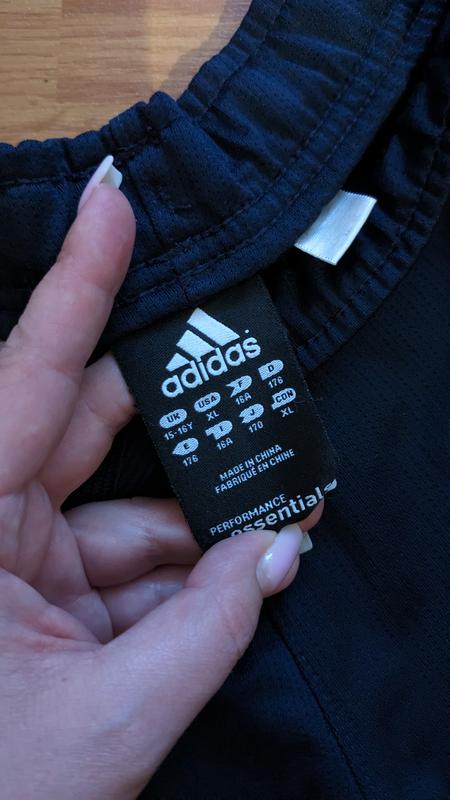 adidas
UK USA F D
15-16Y XL 16A 176
E I J CDN
176 16A 170 XL
MADE IN CHINA
FABRIQUÉ EN CHINE
PERFORMANCE
essential